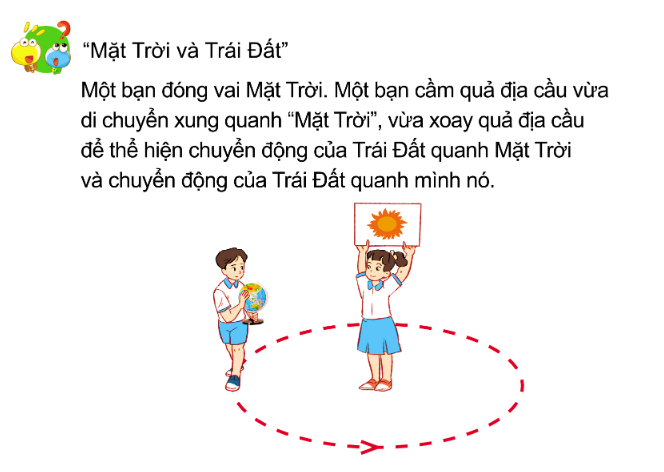 “Mặt Trời và Trái Đất”
Một bạn đóng vai Mặt Trời. Một bạn cầm quả địa cầu vừa
di chuyển xung quanh “Mặt Trời”, vừa xoay quả địa cầu
để thể hiện chuyển động của Trái Đất quanh Mặt Trời
và chuyển động của Trái Đất quanh mình nó.